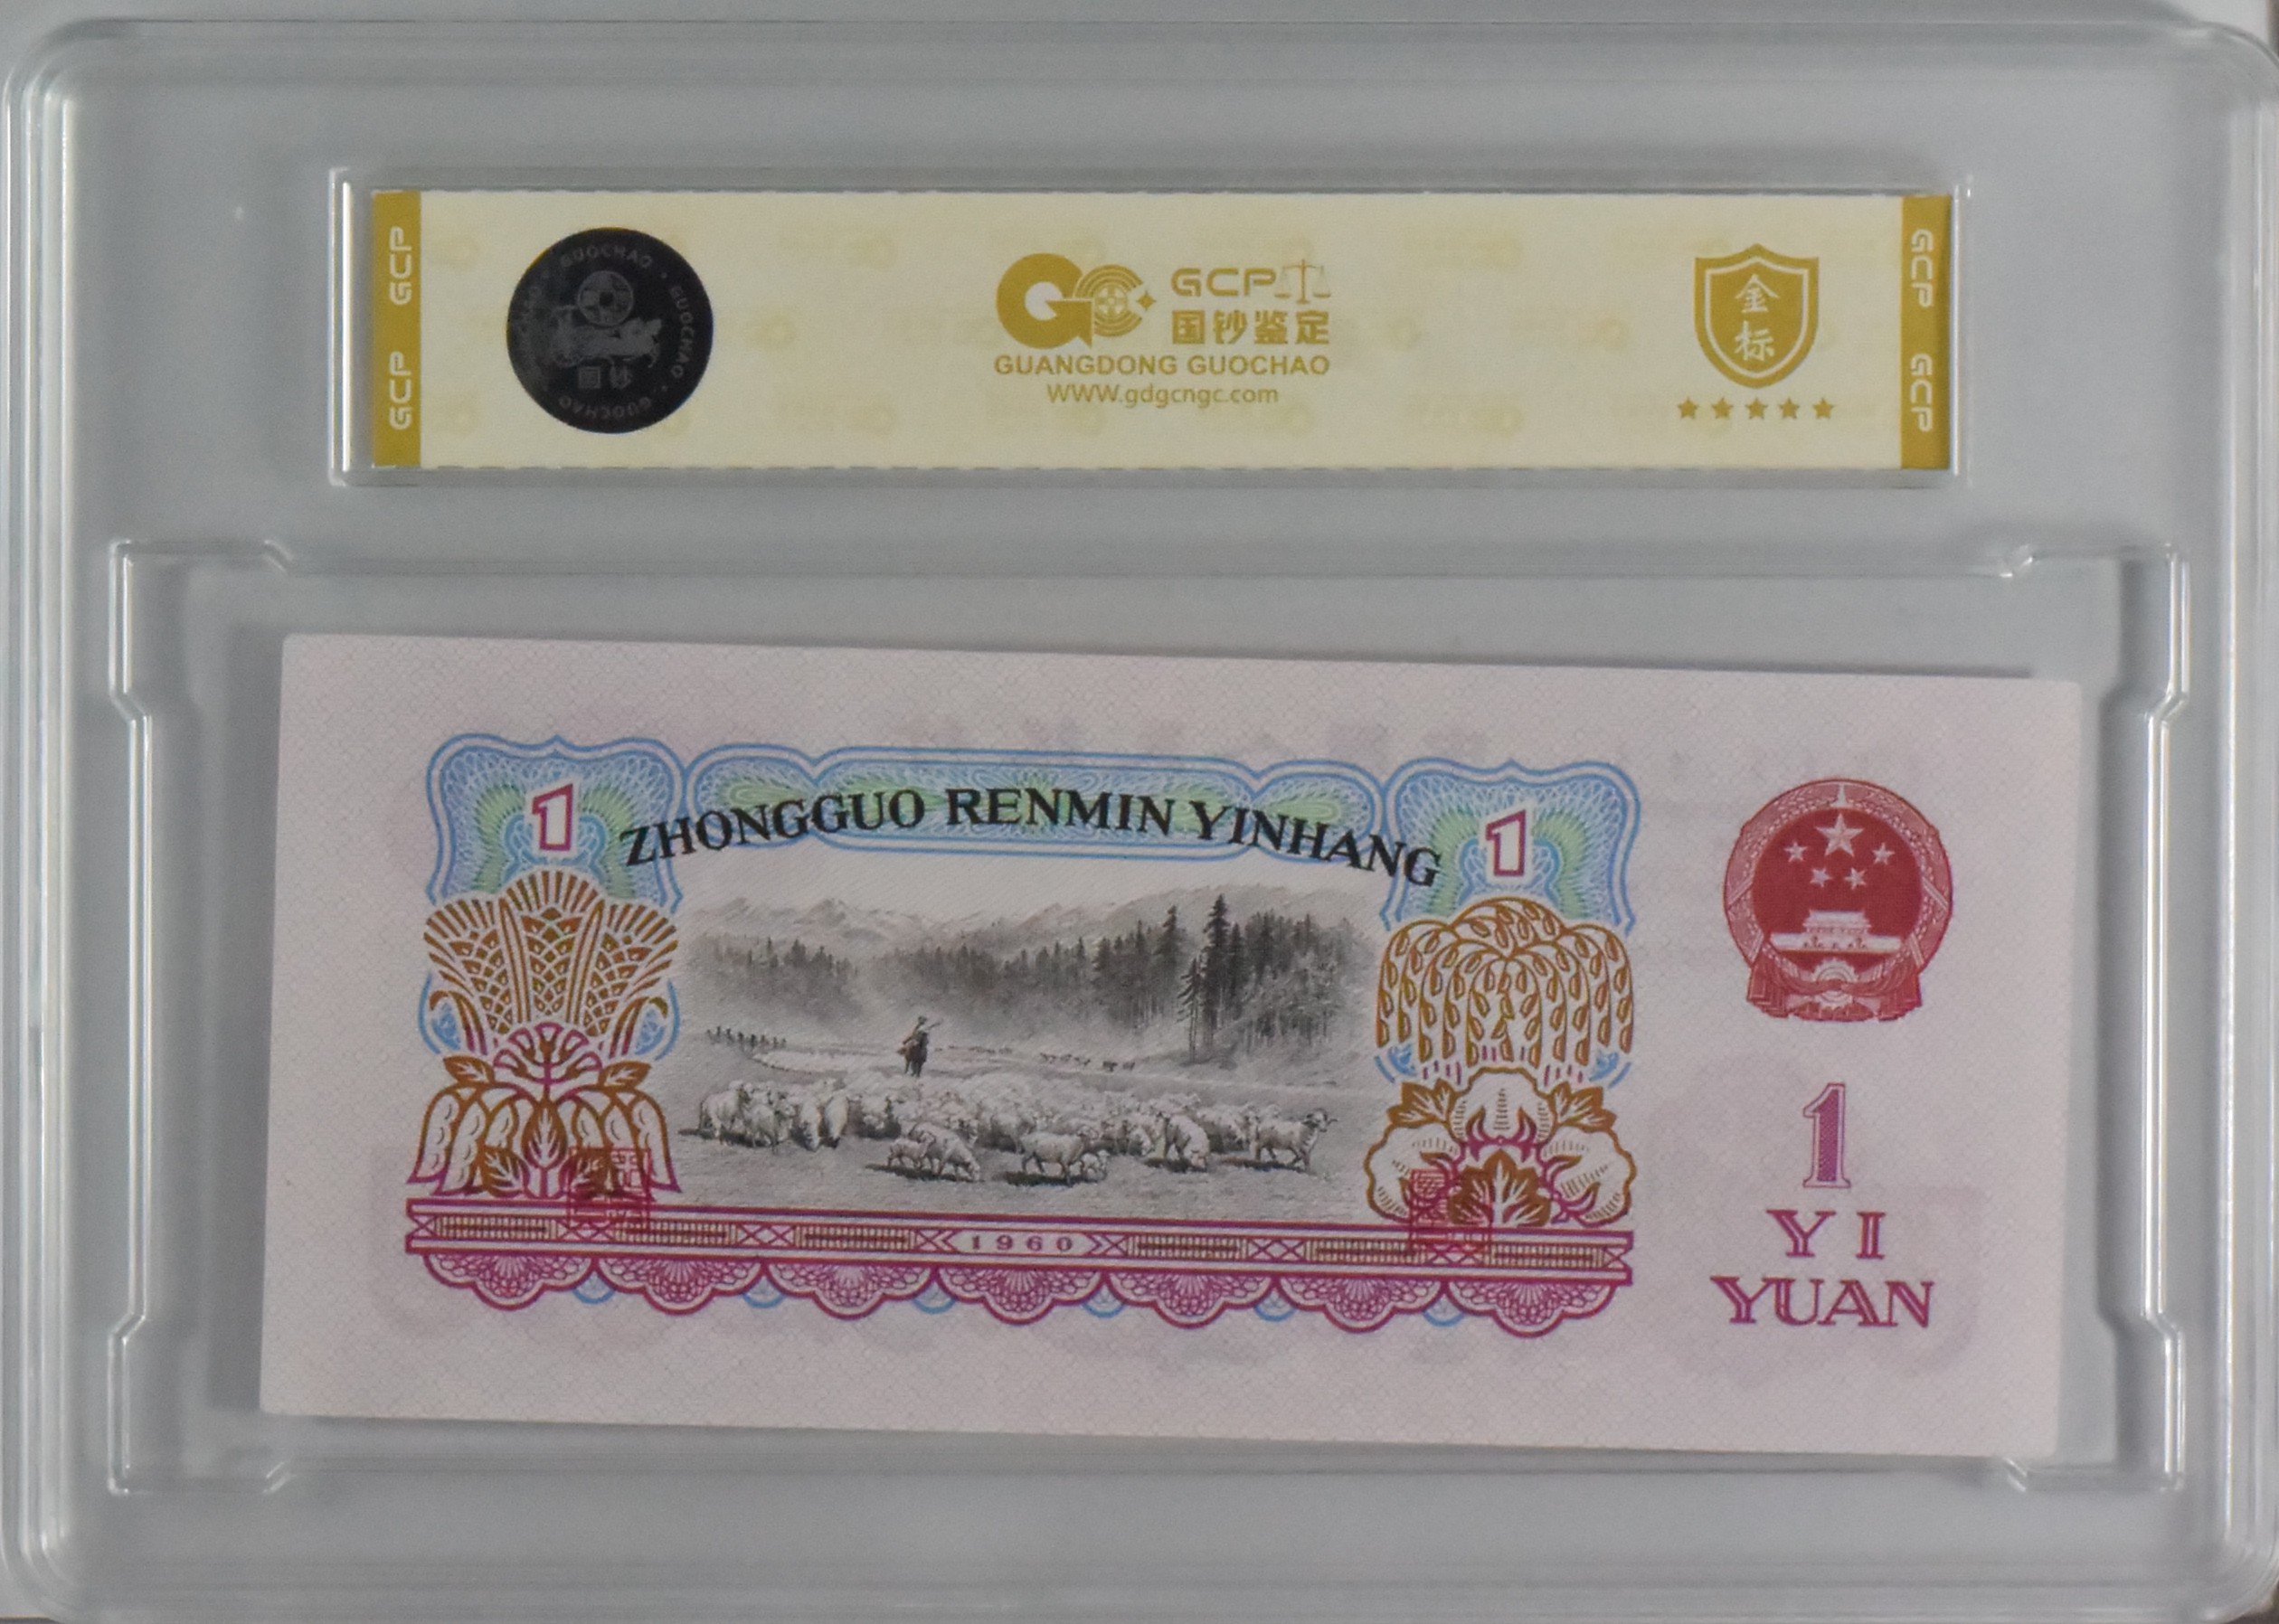 GCP GCP
GUOCHAO · GUOCHAO · GUOCHAO
国钞
GCP
国钞鉴定
GUANGDONG GUOCHAO
WWW.gdgcngc.com
金标
GCP GCP
ZHONGGUO RENMIN YINHANG
1
1
1960
1
YI
YUAN